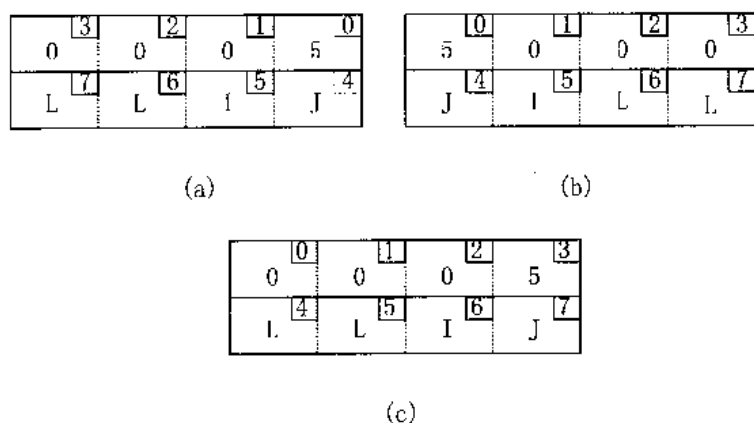 3 2 1 0
0 0 0 5
7 6 5 4
L L I J
(a)
0 1 2 3
5 0 0 0
4 5 6 7
J I L L
(b)
0 1 2 3
0 0 0 5
4 5 6 7
L L I J
(c)